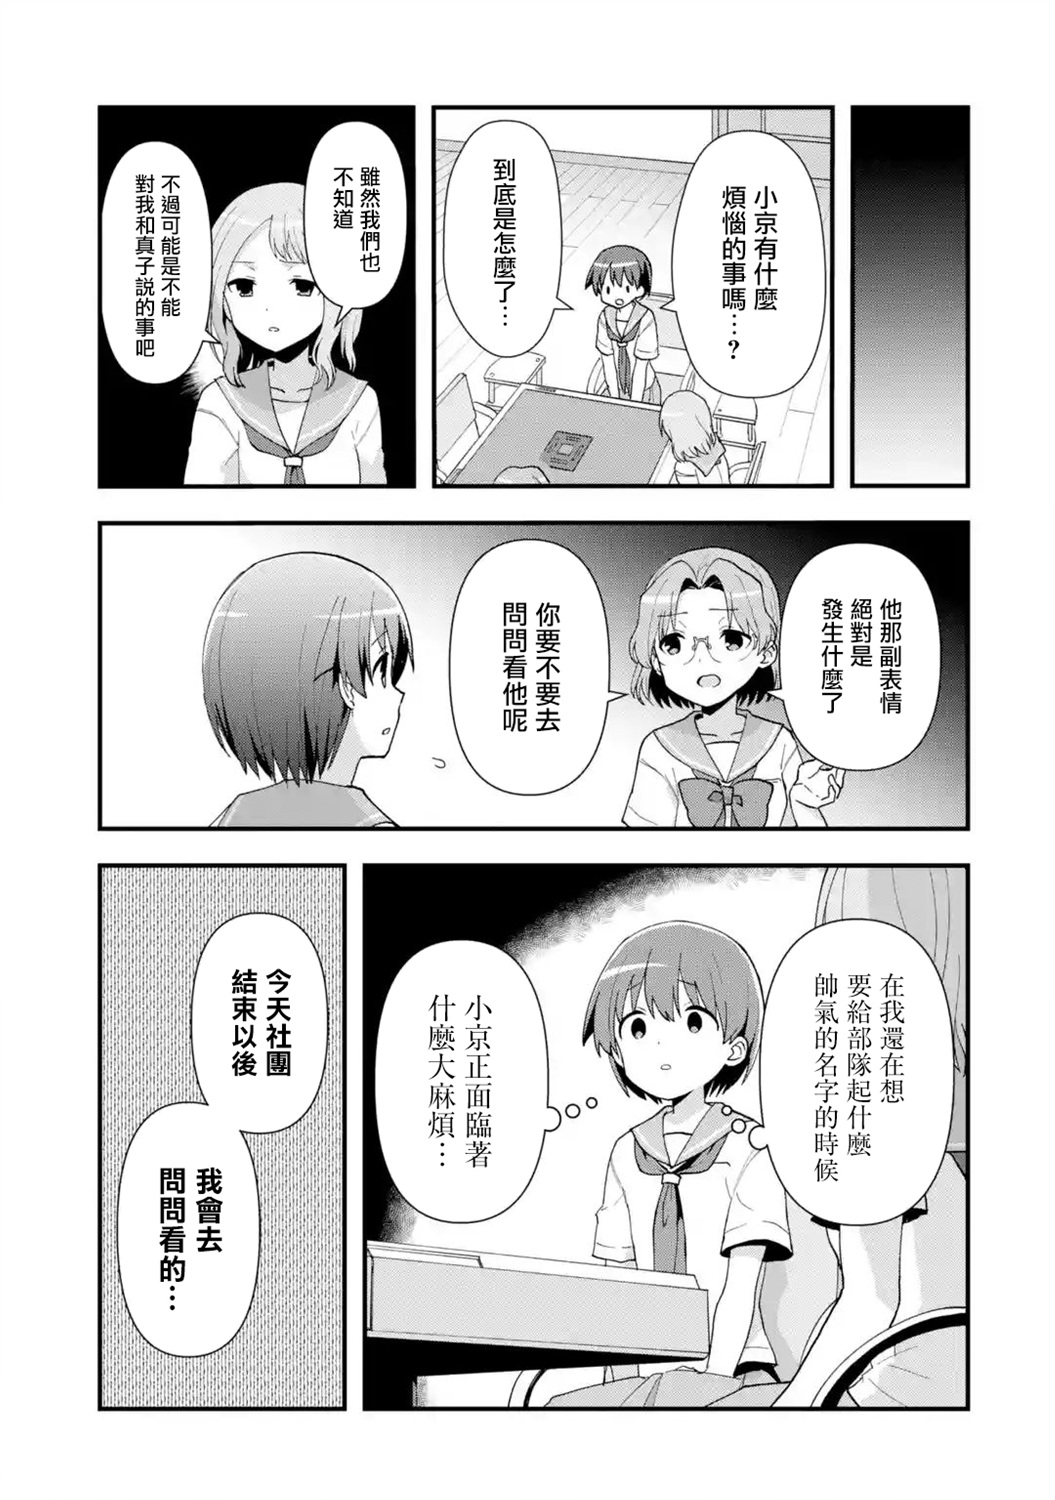 小京有什麼
煩惱的事嗎…?
到底是怎麼了…
雖然我們也
不知道
不過可能是不能
對我和真子説的事吧
他那副表情
絕對是
發生什麼了
你要不要去
問問看他呢
在我還在想
要給部隊起什麼
帥氣的名字的時候
小京正面臨著
什麼大麻煩…
今天社團
結束以後
我會去
問問看的…